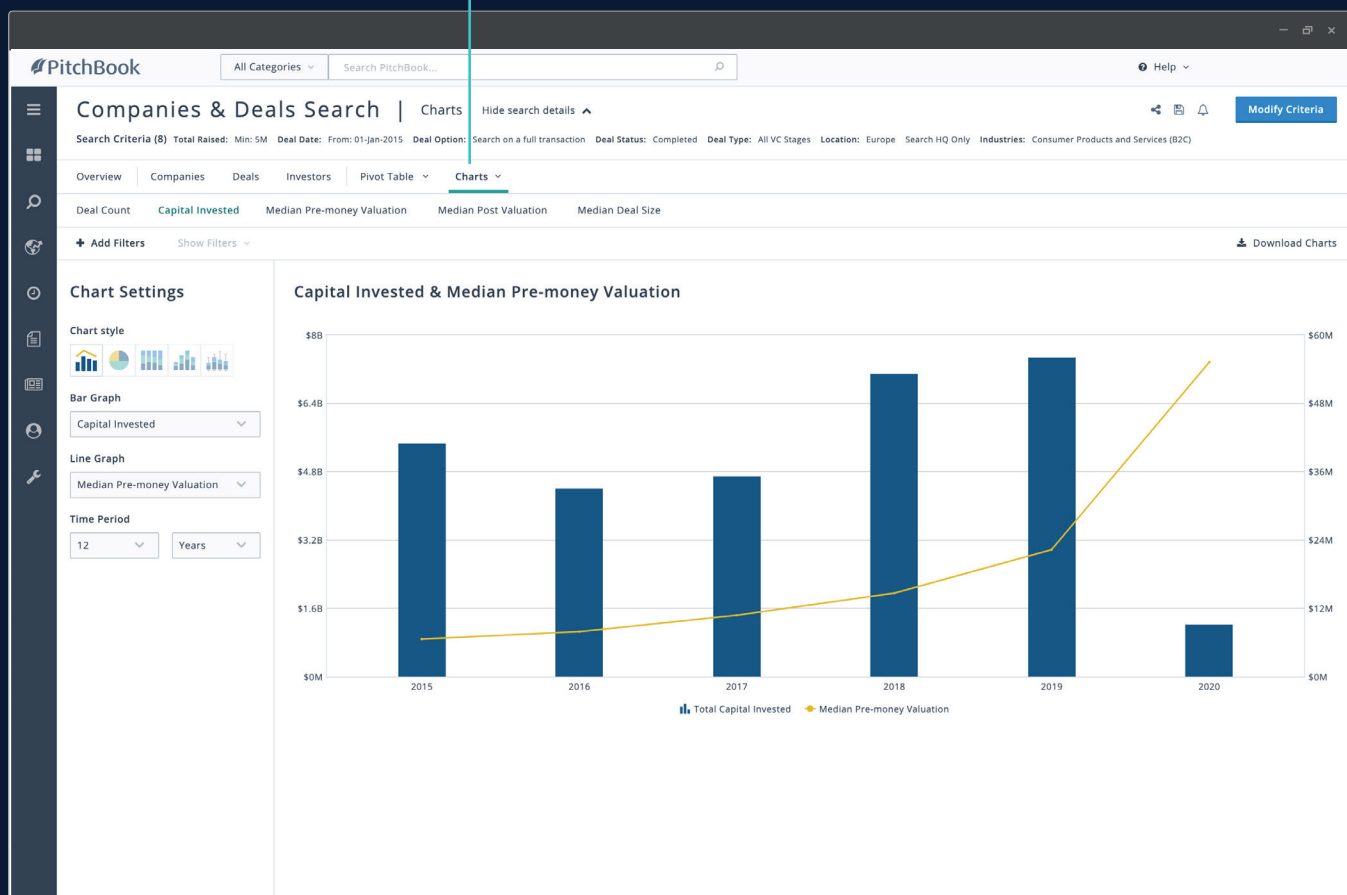 PitchBook
All Categories
Search PitchBook...
Help
Companies & Deals Search | Charts Hide search details
Modify Criteria
Search Criteria (8) Total Raised: Min: 5M Deal Date: From: 01-Jan-2015 Deal Option: Search on a full transaction Deal Status: Completed Deal Type: All VC Stages Location: Europe Search HQ Only Industries: Consumer Products and Services (B2C)
Overview Companies Deals Investors Pivot Table Charts
Deal Count Capital Invested Median Pre-money Valuation Median Post Valuation Median Deal Size
+ Add Filters Show Filters Download Charts
Chart Settings
Chart style
Bar Graph
Capital Invested
Line Graph
Median Pre-money Valuation
Time Period
12 Years
Capital Invested & Median Pre-money Valuation
$8B $60M
$6.4B $48M
$4.8B $36M
$3.2B $24M
$1.6B $12M
$0M $0M
2015 2016 2017 2018 2019 2020
Total Capital Invested Median Pre-money Valuation